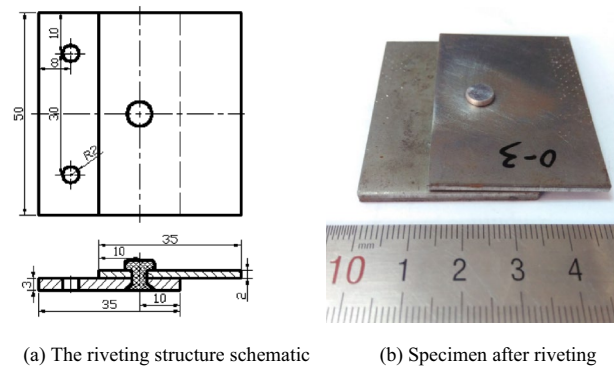 10
8
50
30
R2
35
10
3
2
35
10
0-3
mm
10 1 2 3 4
(a) The riveting structure schematic
(b) Specimen after riveting